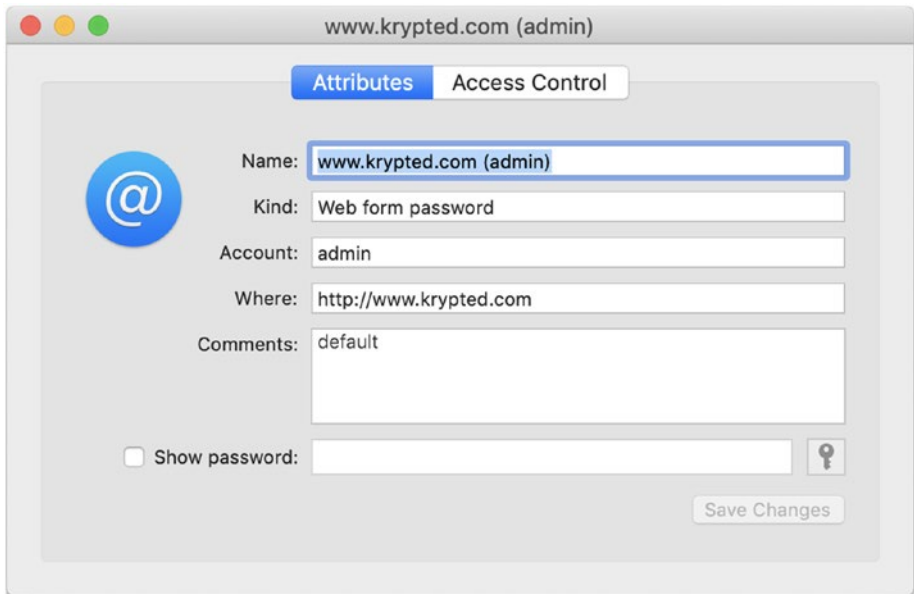 www.krypted.com (admin)
Attributes Access Control
@
Name: www.krypted.com (admin)
Kind: Web form password
Account: admin
Where: http://www.krypted.com
Comments: default
Show password:
Save Changes